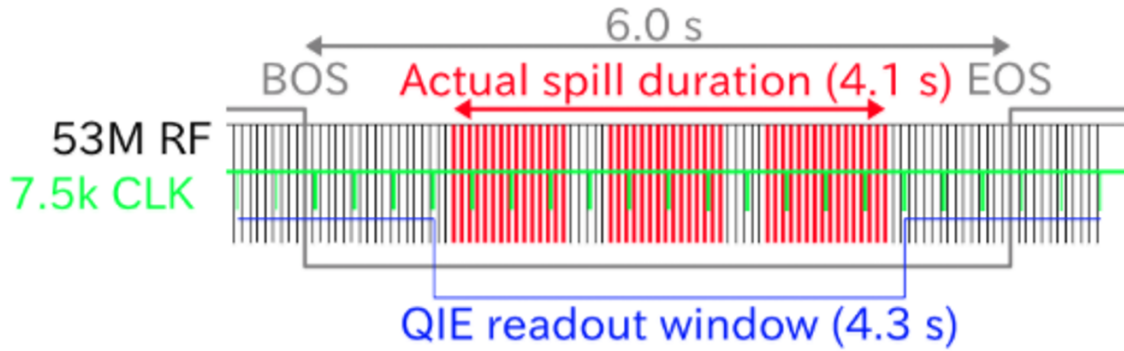 6.0 s
BOS
Actual spill duration (4.1 s)
EOS
53M RF
7.5k CLK
QIE readout window (4.3 s)